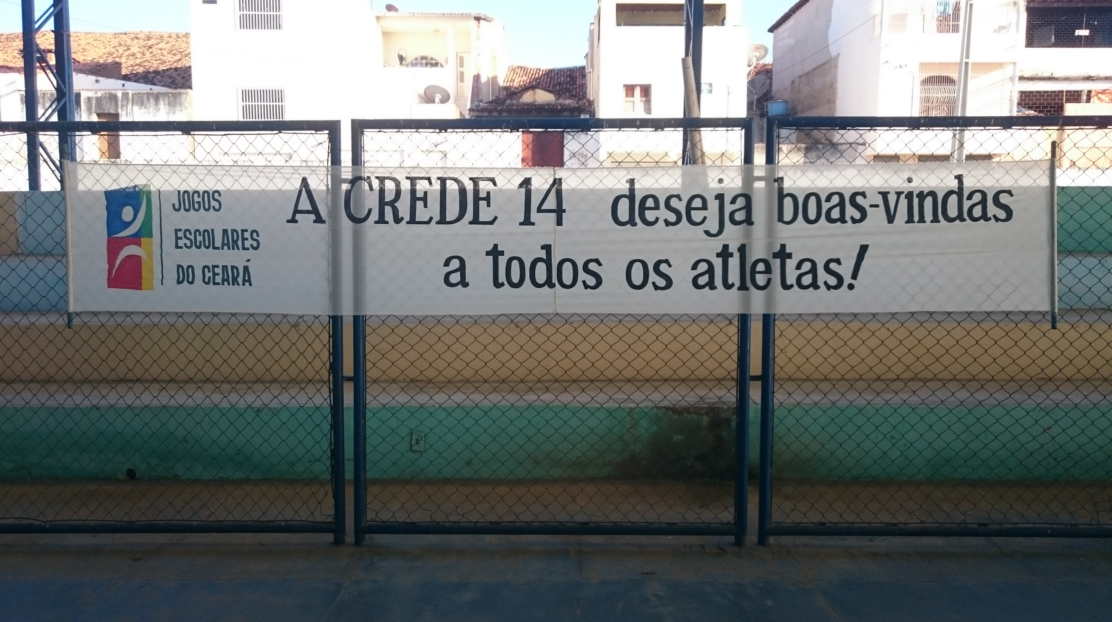 JOGOS
ESCOLARES
DO CEARÁ
A CREDE 14 deseja boas-vindas
a todos os atletas!